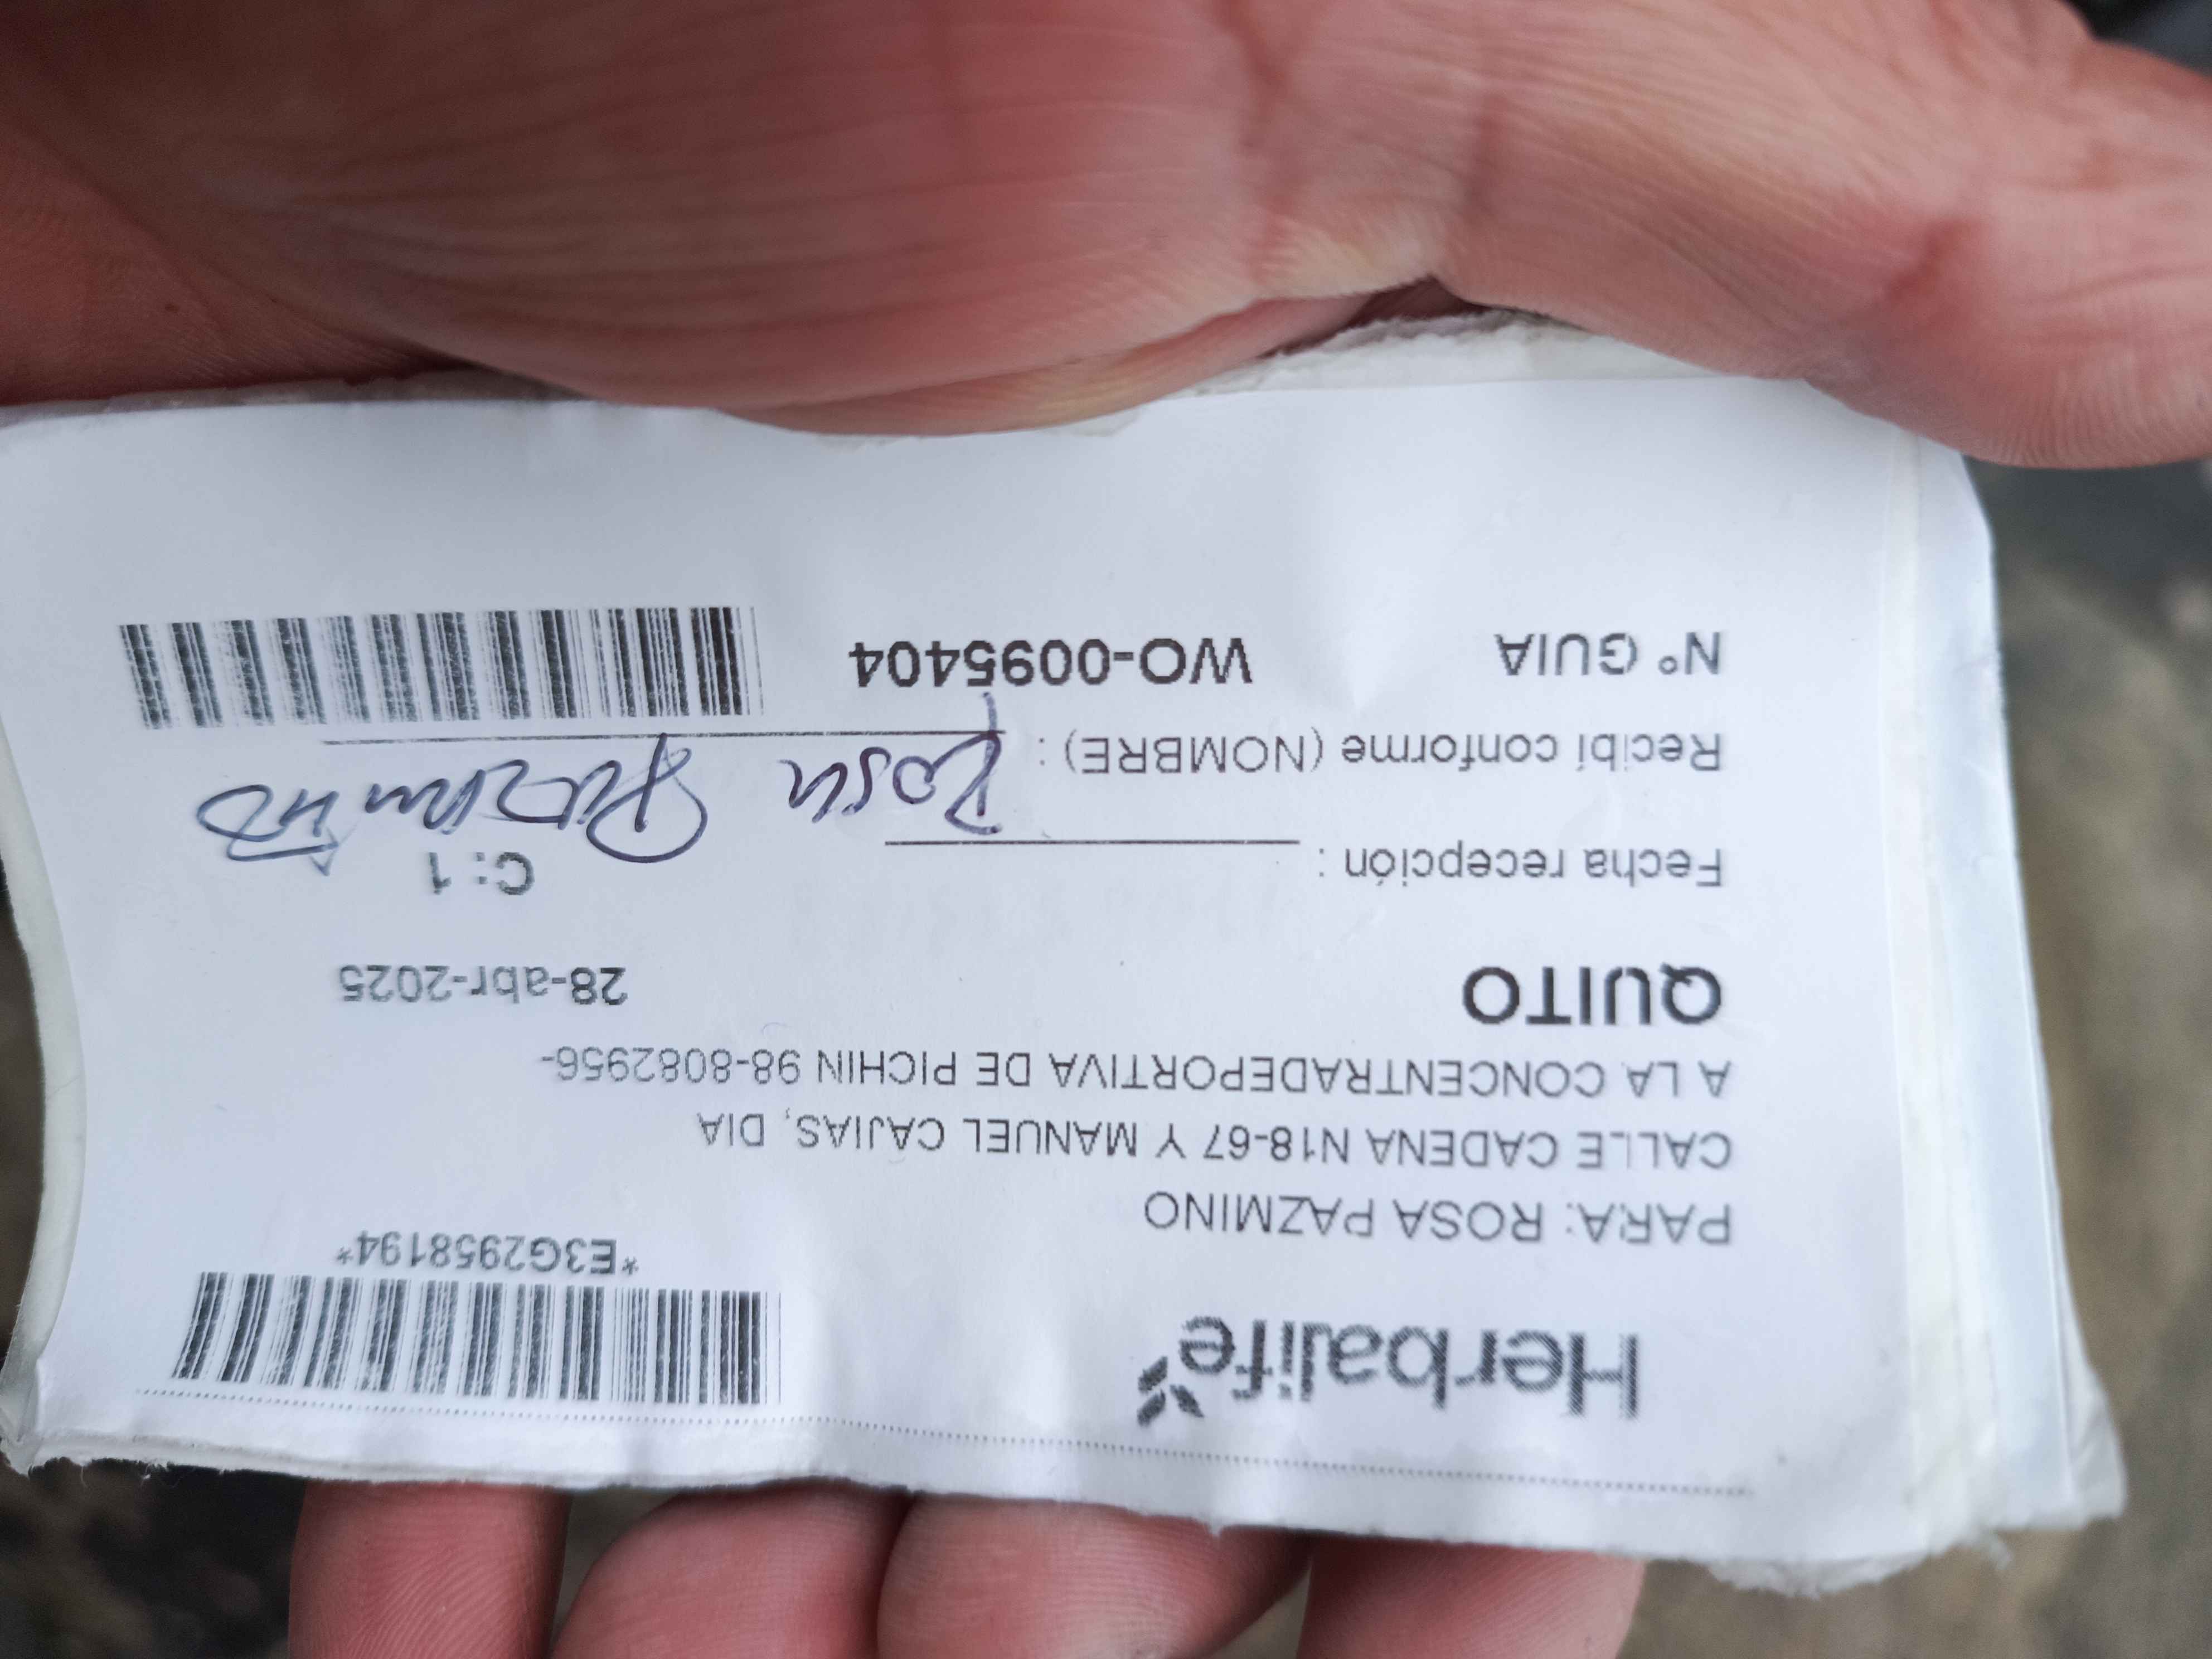 Herbalife
*E3G2958194*
PARA: ROSA PAZMINO
CALLE CADENA N18-67 Y MANUEL CAJIAS, DIA
A LA CONCENTRADEPORTIVA DE PICHIN 98-8082956-
QUITO 28-abr-2025
Fecha recepción : C: 1
Recibí conforme (NOMBRE) : Rosa Pazmiño
N° GUIA WO-0095404